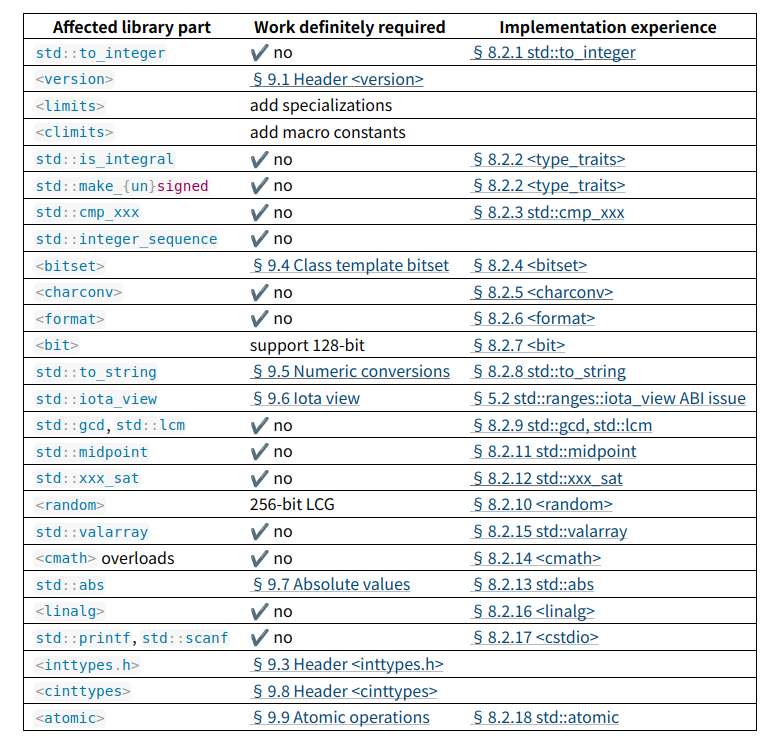 Affected library part Work definitely required Implementation experience
std::to_integer ✔ no § 8.2.1 std::to_integer
<version> § 9.1 Header <version>
<limits> add specializations
<climits> add macro constants
std::is_integral ✔ no § 8.2.2 <type_traits>
std::make_{un}signed ✔ no § 8.2.2 <type_traits>
std::cmp_xxx ✔ no § 8.2.3 std::cmp_xxx
std::integer_sequence ✔ no
<bitset> § 9.4 Class template bitset § 8.2.4 <bitset>
<charconv> ✔ no § 8.2.5 <charconv>
<format> ✔ no § 8.2.6 <format>
<bit> support 128-bit § 8.2.7 <bit>
std::to_string § 9.5 Numeric conversions § 8.2.8 std::to_string
std::iota_view § 9.6 Iota view § 5.2 std::ranges::iota_view ABI issue
std::gcd, std::lcm ✔ no § 8.2.9 std::gcd, std::lcm
std::midpoint ✔ no § 8.2.11 std::midpoint
std::xxx_sat ✔ no § 8.2.12 std::xxx_sat
<random> 256-bit LCG § 8.2.10 <random>
std::valarray ✔ no § 8.2.15 std::valarray
<cmath> overloads ✔ no § 8.2.14 <cmath>
std::abs § 9.7 Absolute values § 8.2.13 std::abs
<linalg> ✔ no § 8.2.16 <linalg>
std::printf, std::scanf ✔ no § 8.2.17 <cstdio>
<inttypes.h> § 9.3 Header <inttypes.h>
<cinttypes> § 9.8 Header <cinttypes>
<atomic> § 9.9 Atomic operations § 8.2.18 std::atomic